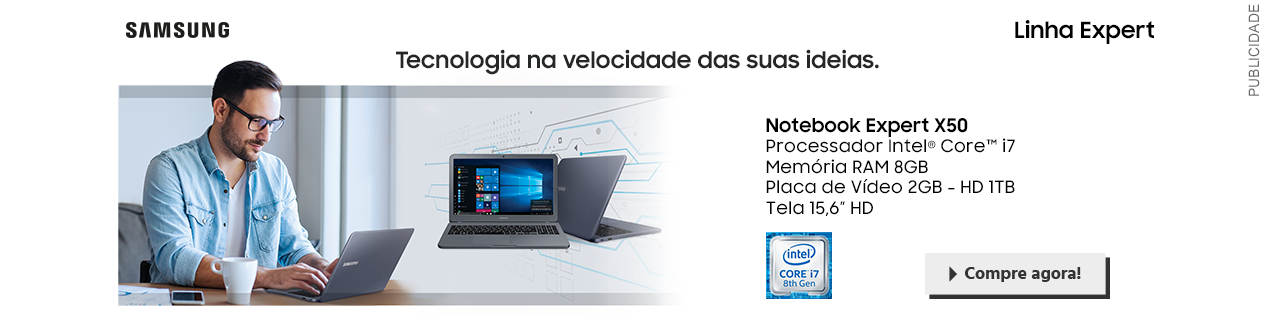 SAMSUNG
Linha Expert
PUBLICIDADE
Tecnologia na velocidade das suas ideias.
Notebook Expert X50
Processador Intel® Core™ i7
Memória RAM 8GB
Placa de Vídeo 2GB - HD 1TB
Tela 15,6” HD
SAMSUNG
intel)
CORE i7
8th Gen
Compre agora!